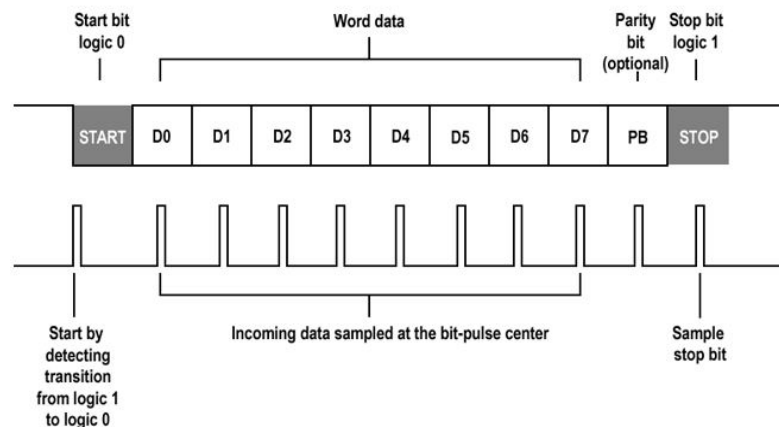 Start bit
logic 0
Word data
Parity
bit
(optional)
Stop bit
logic 1
START D0 D1 D2 D3 D4 D5 D6 D7 PB STOP
Start by
detecting
transition
from logic 1
to logic 0
Incoming data sampled at the bit-pulse center
Sample
stop bit